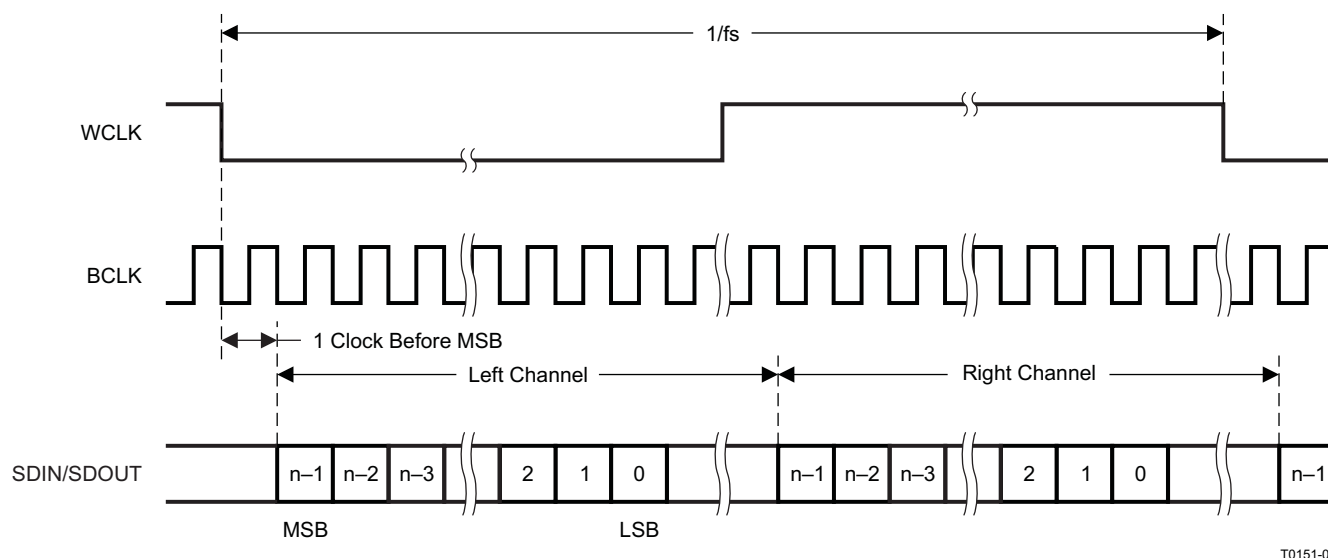 1/fs
WCLK
BCLK
1 Clock Before MSB
Left Channel
Right Channel
SDIN/SDOUT
n–1 n–2 n–3 2 1 0 n–1 n–2 n–3 2 1 0 n–1
MSB LSB